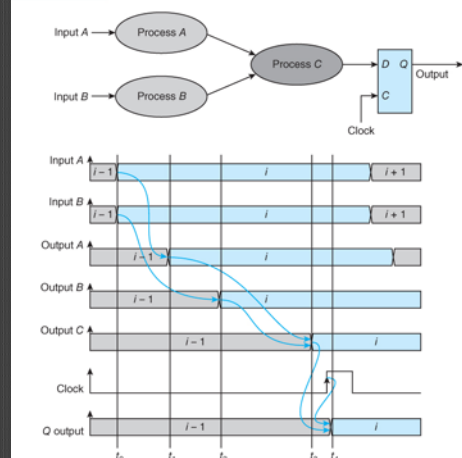 Input A
Process A
Process C
D Q
Output
Input B
Process B
C
Clock
Input A
i – 1
i
i + 1
Input B
i – 1
i
i + 1
Output A
i – 1
i
Output B
i – 1
i
Output C
i – 1
i
Clock
Q output
i – 1
i